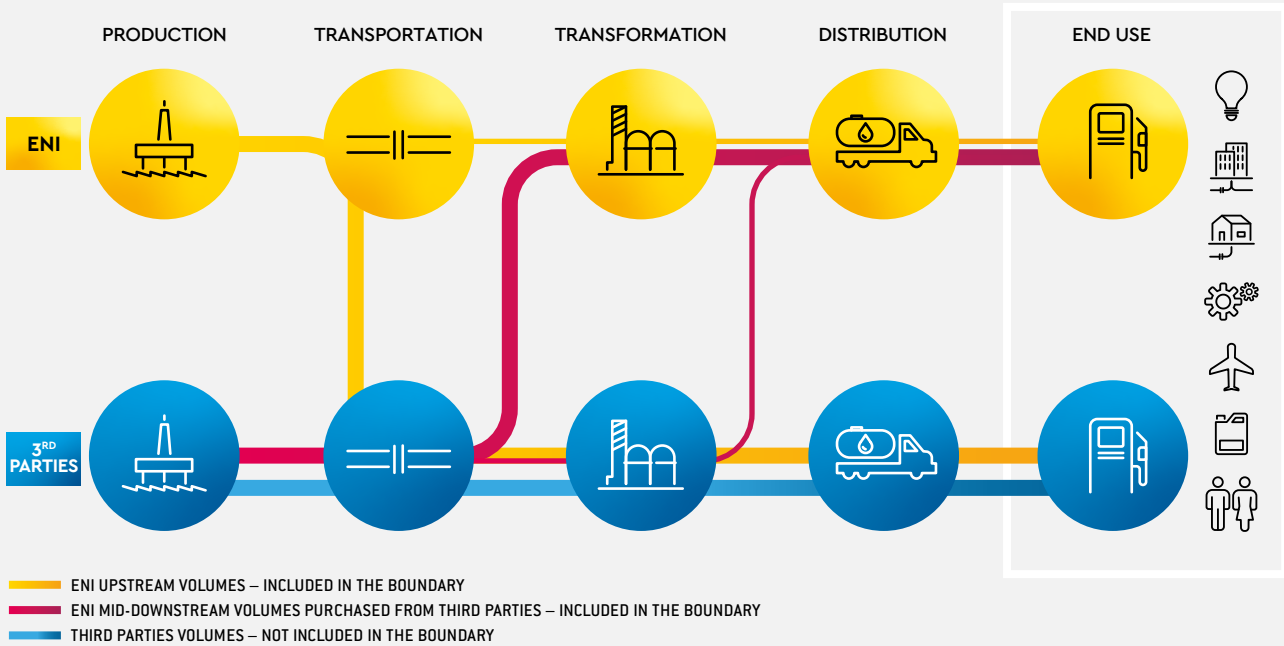 PRODUCTION TRANSPORTATION TRANSFORMATION DISTRIBUTION END USE
ENI
3RD
PARTIES
ENI UPSTREAM VOLUMES – INCLUDED IN THE BOUNDARY
ENI MID-DOWNSTREAM VOLUMES PURCHASED FROM THIRD PARTIES – INCLUDED IN THE BOUNDARY
THIRD PARTIES VOLUMES – NOT INCLUDED IN THE BOUNDARY